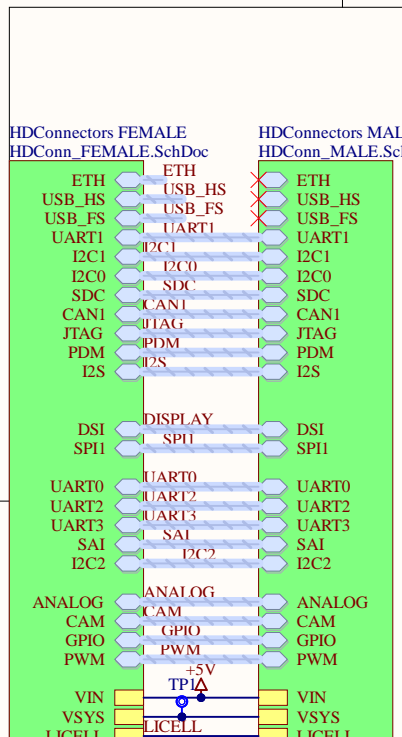 HDConnectors FEMALE HDConnectors MAL
HDConn_FEMALE.SchDoc HDConn_MALE.Sc
ETH ETH ETH
USB_HS USB_HS USB_HS
USB_FS USB_FS USB_FS
UART1 UART1 UART1
I2C1 I2C1 I2C1
I2C0 I2C0 I2C0
SDC SDC SDC
CAN1 CAN1 CAN1
JTAG JTAG JTAG
PDM PDM PDM
I2S I2S I2S
DSI DISPLAY DSI
SPI1 SPI1 SPI1
UART0 UART0 UART0
UART2 UART2 UART2
UART3 UART3 UART3
SAI SAI SAI
I2C2 I2C2 I2C2
ANALOG ANALOG ANALOG
CAM CAM CAM
GPIO GPIO GPIO
PWM PWM PWM
+5V
TP1
VIN VIN
VSYS VSYS
LICELL LICELL LICELL